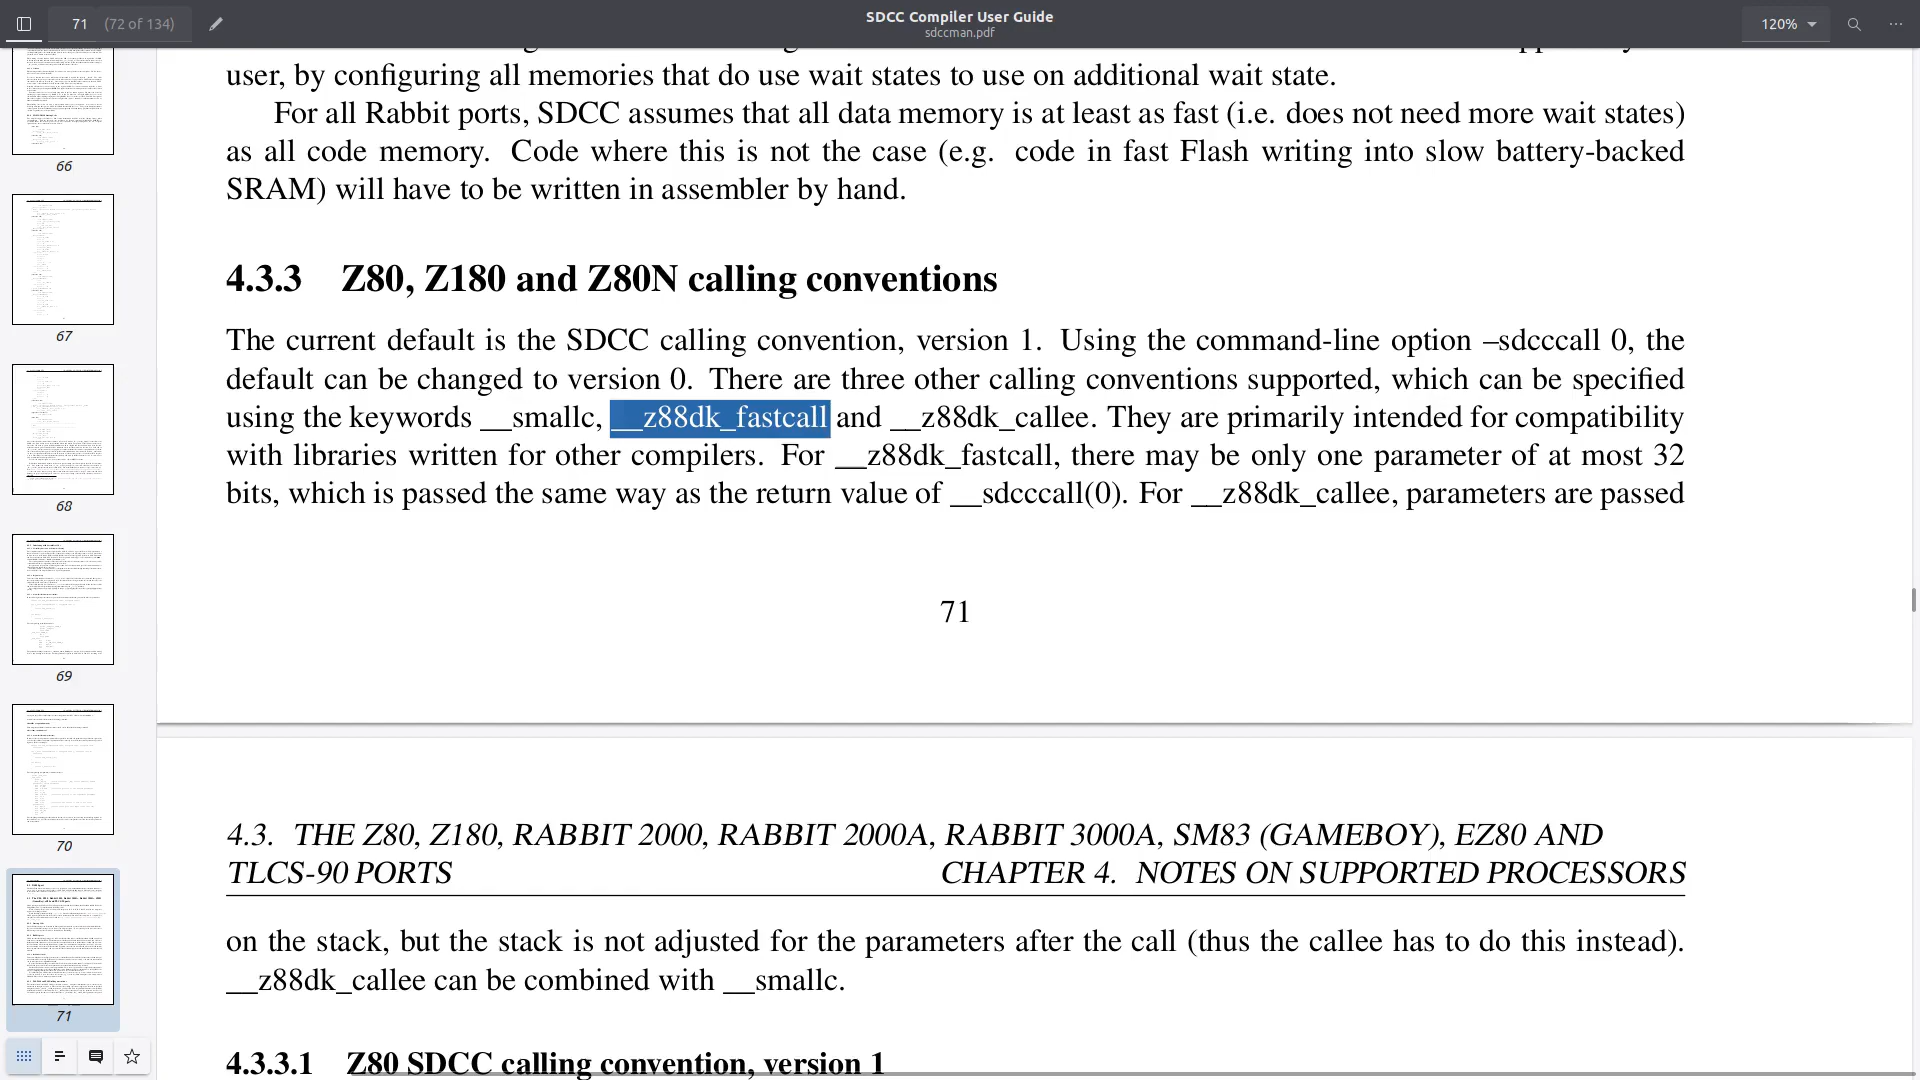 71 (72 of 134)
SDCC Compiler User Guide
sdccman.pdf
120%
66
67
68
69
70
71
user, by configuring all memories that do use wait states to use on additional wait state.
For all Rabbit ports, SDCC assumes that all data memory is at least as fast (i.e. does not need more wait states)
as all code memory. Code where this is not the case (e.g. code in fast Flash writing into slow battery-backed
SRAM) will have to be written in assembler by hand.
4.3.3 Z80, Z180 and Z80N calling conventions
The current default is the SDCC calling convention, version 1. Using the command-line option –sdcccall 0, the
default can be changed to version 0. There are three other calling conventions supported, which can be specified
using the keywords __smallc, __z88dk_fastcall and __z88dk_callee. They are primarily intended for compatibility
with libraries written for other compilers. For __z88dk_fastcall, there may be only one parameter of at most 32
bits, which is passed the same way as the return value of __sdcccall(0). For __z88dk_callee, parameters are passed
71
4.3. THE Z80, Z180, RABBIT 2000, RABBIT 2000A, RABBIT 3000A, SM83 (GAMEBOY), EZ80 AND
TLCS-90 PORTS CHAPTER 4. NOTES ON SUPPORTED PROCESSORS
on the stack, but the stack is not adjusted for the parameters after the call (thus the callee has to do this instead).
__z88dk_callee can be combined with __smallc.
4.3.3.1 Z80 SDCC calling convention, version 1